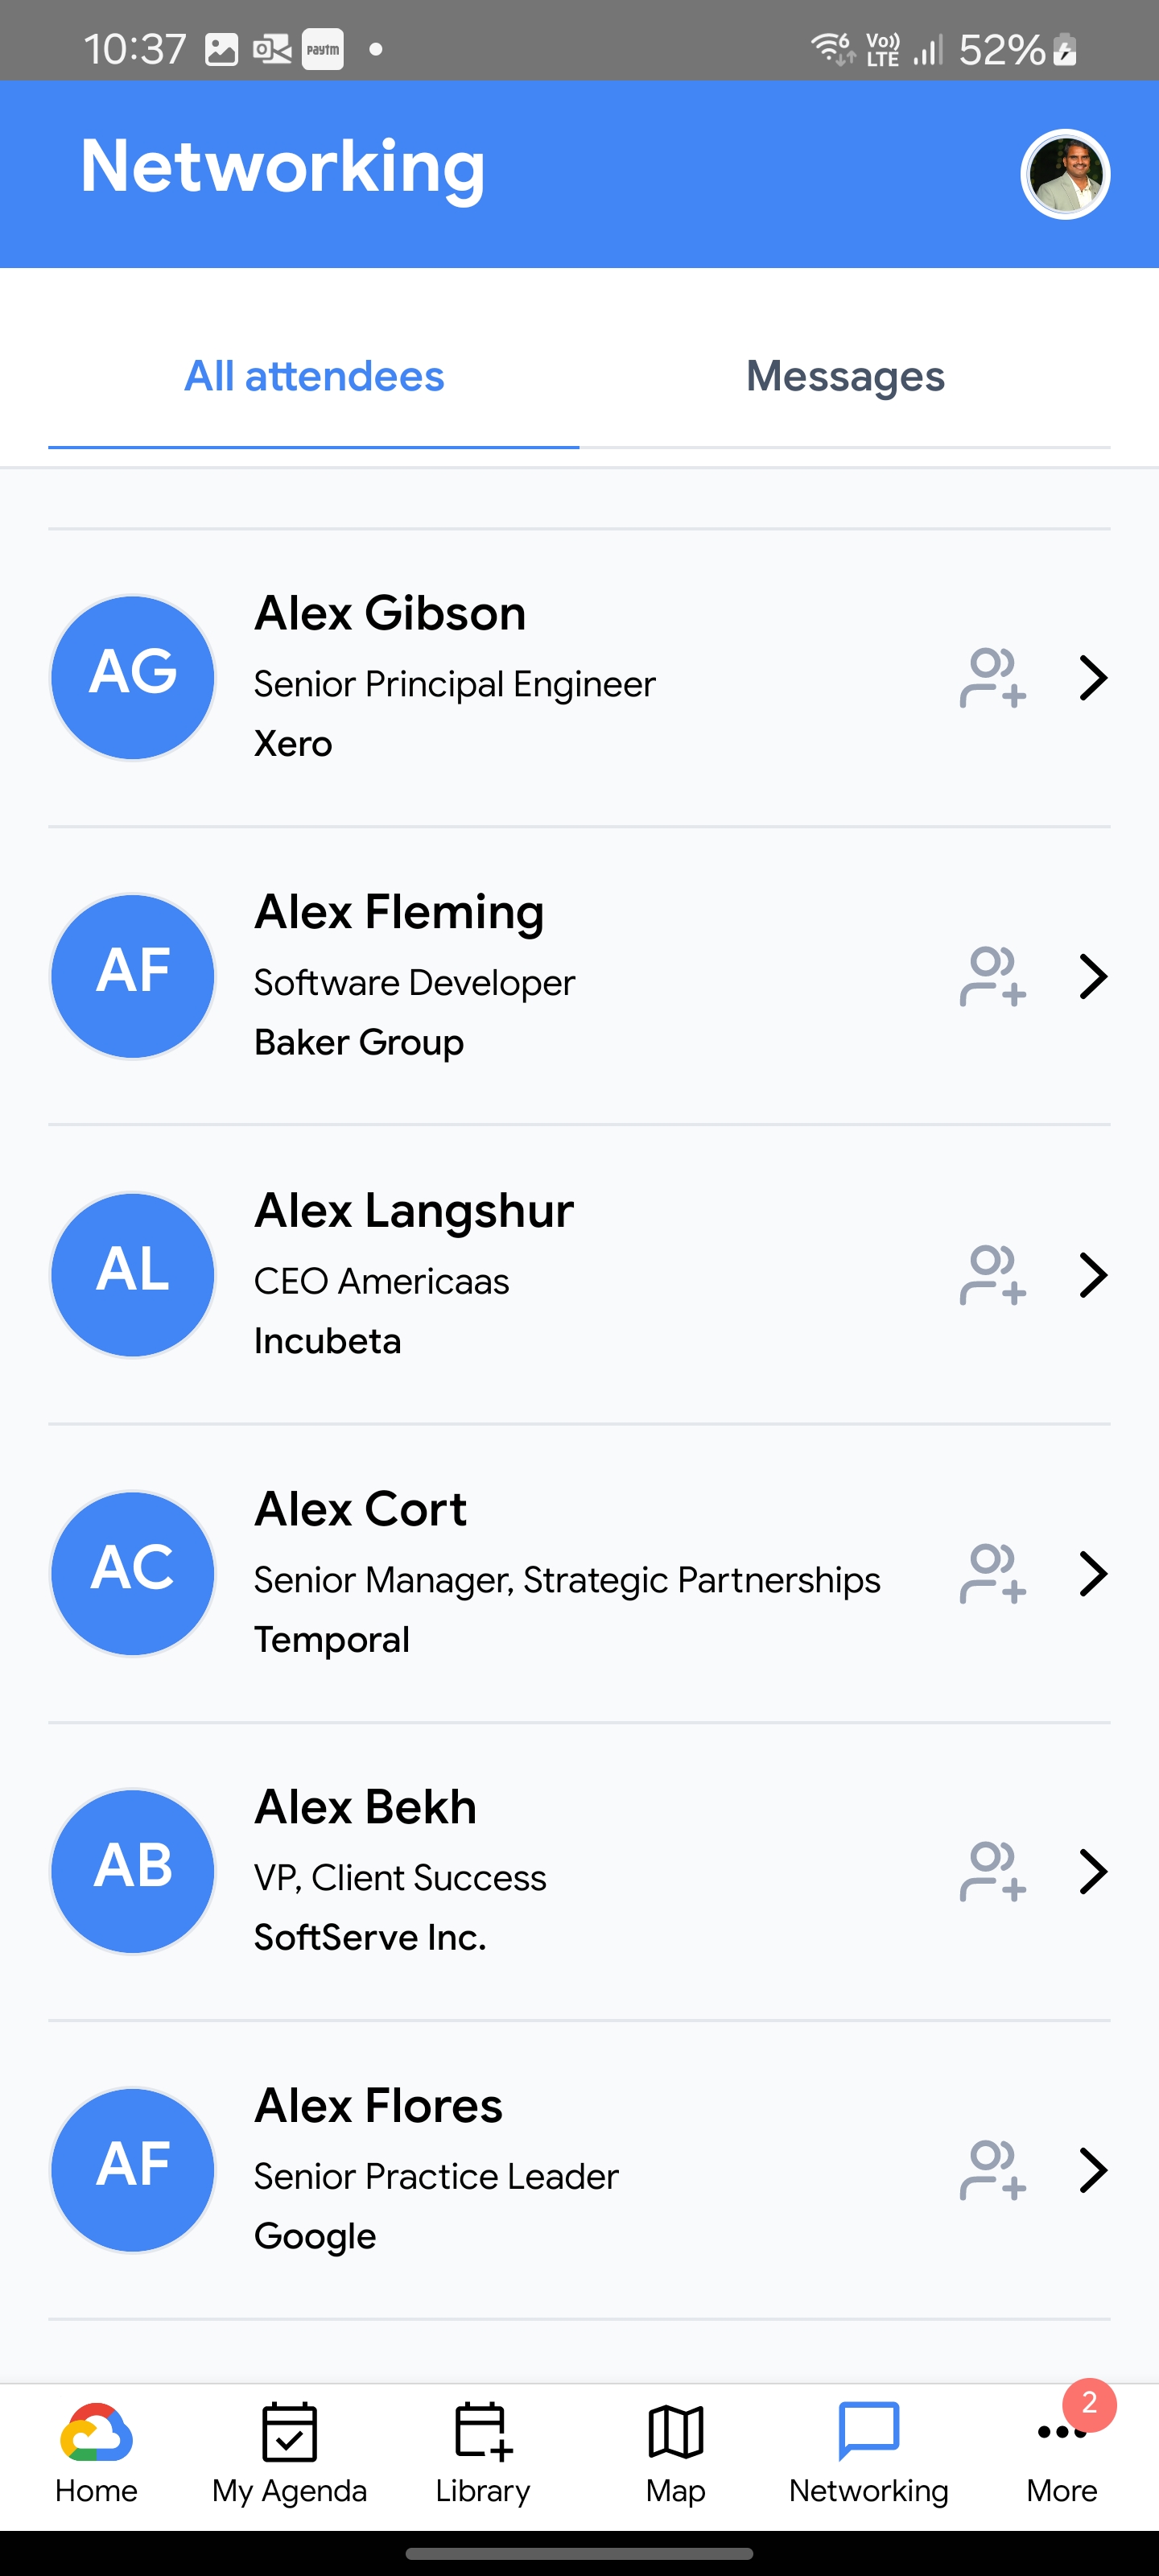 10:37
paytm
6 Vo)) LTE 52%
Networking
All attendees Messages
AG
Alex Gibson
Senior Principal Engineer
Xero
AF
Alex Fleming
Software Developer
Baker Group
AL
Alex Langshur
CEO Americaas
Incubeta
AC
Alex Cort
Senior Manager, Strategic Partnerships
Temporal
AB
Alex Bekh
VP, Client Success
SoftServe Inc.
AF
Alex Flores
Senior Practice Leader
Google
2
Home My Agenda Library Map Networking More